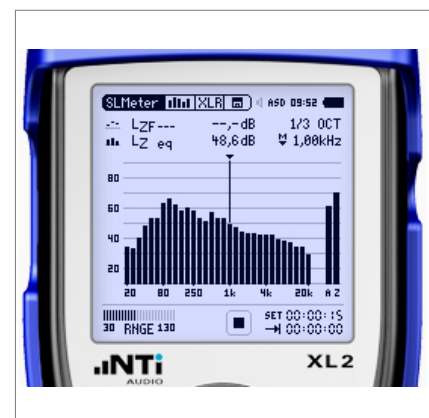 SLMeter XLR ASD 09:52
LZF--- --,-dB 1/3 OCT
LZ eq 48,6dB 1,00kHz
80
60
40
20
20 80 250 1k 4k 20k A Z
SET 00:00:15
30 RNGE 130 00:00:00
NTi XL2
AUDIO